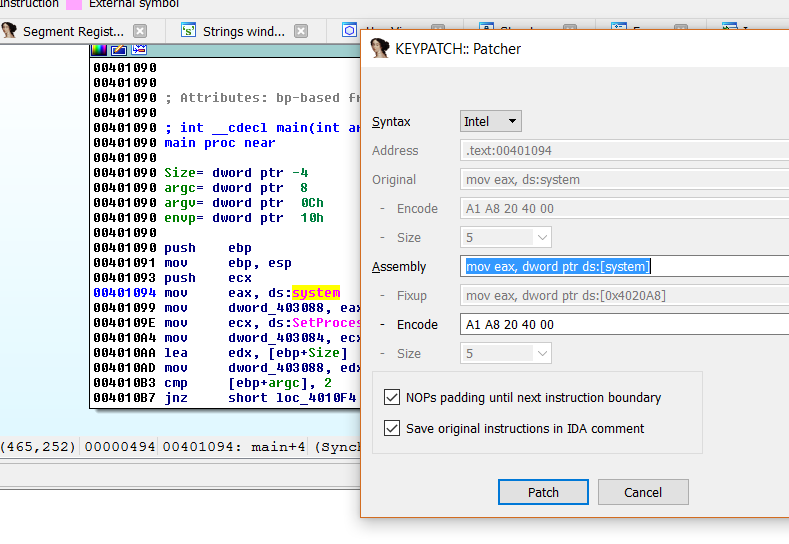 Instruction External symbol
Segment Regist...
Strings wind...
00401090
00401090
00401090 ; Attributes: bp-based fr
00401090
00401090 ; int __cdecl main(int ar
00401090 main proc near
00401090
00401090 Size= dword ptr -4
00401090 argc= dword ptr  8
00401090 argv= dword ptr  0Ch
00401090 envp= dword ptr  10h
00401090
00401090 push    ebp
00401091 mov     ebp, esp
00401093 push    ecx
00401094 mov     eax, ds:system
00401099 mov     dword_403088, eax
0040109E mov     ecx, ds:SetProces
004010A4 mov     dword_403084, ecx
004010AA lea     edx, [ebp+Size]
004010AD mov     dword_403088, edx
004010B3 cmp     [ebp+argc], 2
004010B7 jnz     short loc_4010F4
(465,252) 00000494 00401094: main+4 (Synch
KEYPATCH:: Patcher
Syntax Intel
Address .text:00401094
Original mov eax, ds:system
- Encode A1 A8 20 40 00
- Size 5
Assembly mov eax, dword ptr ds:[system]
- Fixup mov eax, dword ptr ds:[0x4020A8]
- Encode A1 A8 20 40 00
- Size 5
NOPs padding until next instruction boundary
Save original instructions in IDA comment
Patch Cancel